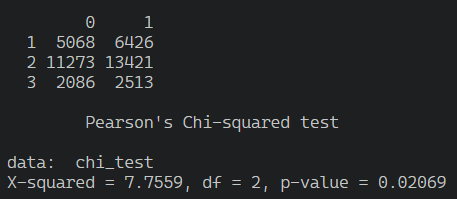 0 1
1 5068 6426
2 11273 13421
3 2086 2513
Pearson's Chi-squared test
data: chi_test
X-squared = 7.7559, df = 2, p-value = 0.02069